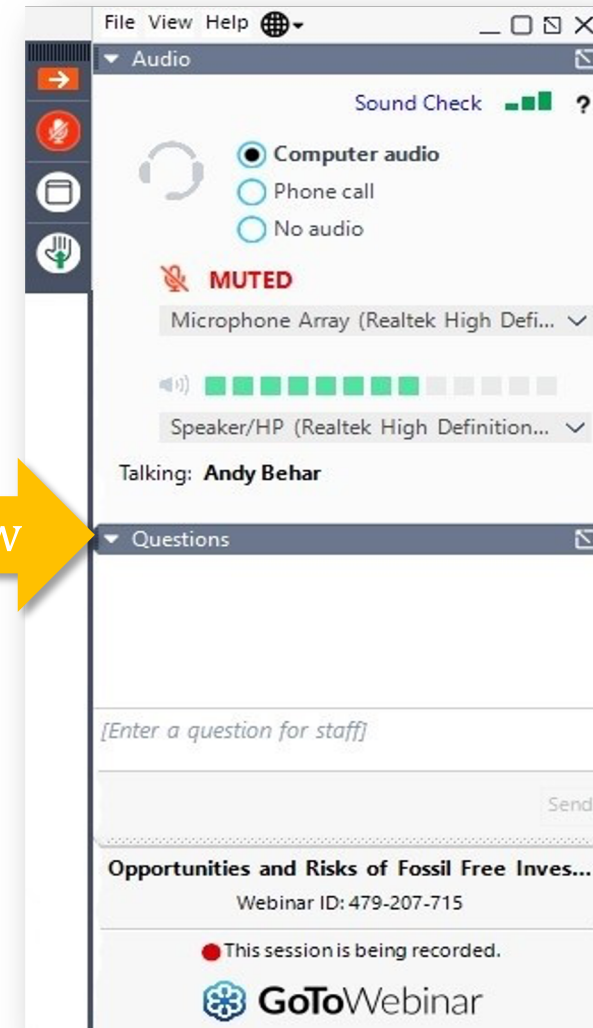 File View Help
Audio
Sound Check ?
Computer audio
Phone call
No audio
MUTED
Microphone Array (Realtek High Defi...
Speaker/HP (Realtek High Definition...
Talking: Andy Behar
Questions
[Enter a question for staff]
Send
Opportunities and Risks of Fossil Free Inves...
Webinar ID: 479-207-715
This session is being recorded.
GoToWebinar